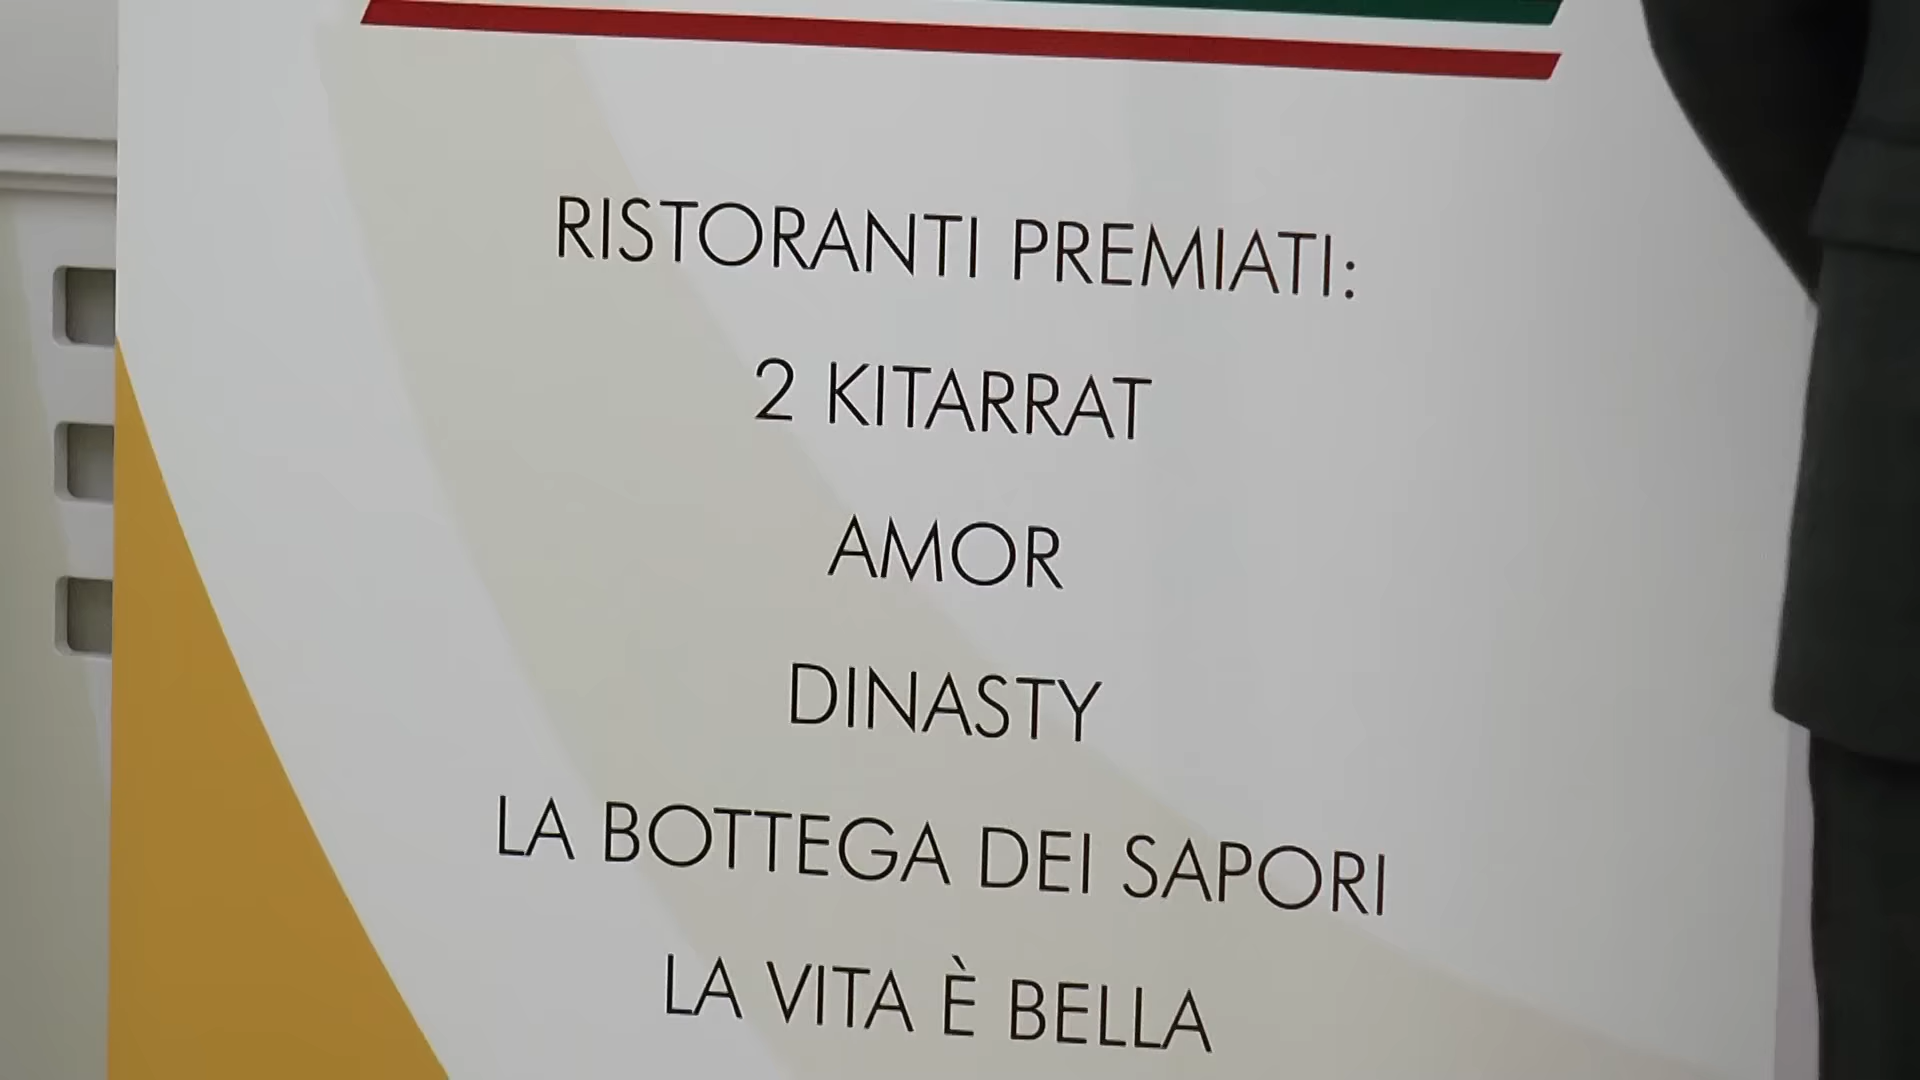 RISTORANTI PREMIATI:
2 KITARRAT
AMOR
DINASTY
LA BOTTEGA DEI SAPORI
LA VITA È BELLA